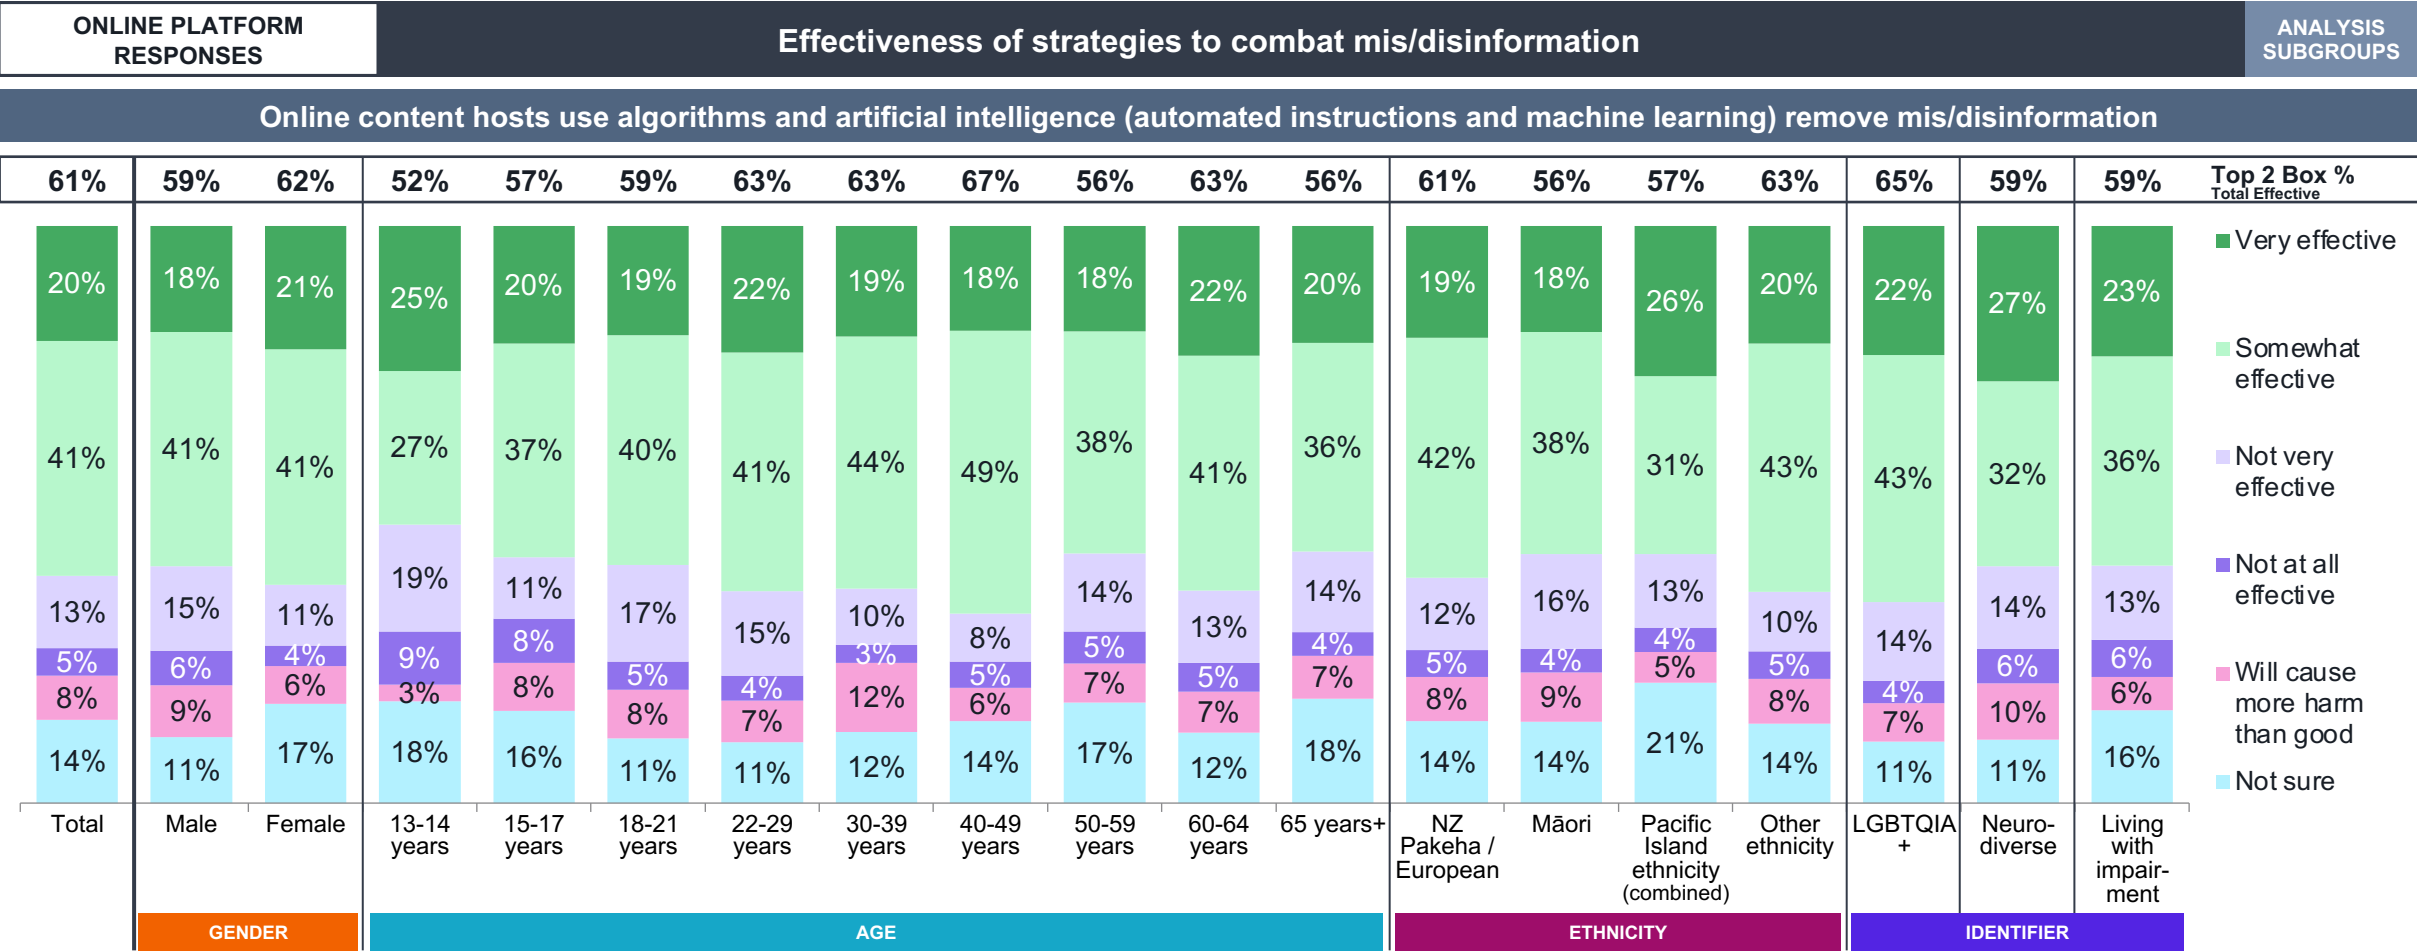 ONLINE PLATFORM
RESPONSES
Effectiveness of strategies to combat mis/disinformation
ANALYSIS
SUBGROUPS
Online content hosts use algorithms and artificial intelligence (automated instructions and machine learning) remove mis/disinformation
61% 59% 62% 52% 57% 59% 63% 63% 67% 56% 63% 56% 61% 56% 57% 63% 65% 59% 59%
Top 2 Box %
Total Effective
20% 18% 21% 25% 20% 19% 22% 19% 18% 18% 22% 20% 19% 18% 26% 20% 22% 27% 23%
41% 41% 41% 27% 37% 40% 41% 44% 49% 38% 41% 36% 42% 38% 31% 43% 43% 32% 36%
13% 15% 11% 19% 11% 17% 15% 10% 8% 14% 13% 14% 12% 16% 13% 10% 14% 14% 13%
5% 6% 4% 9% 8% 5% 4% 3% 5% 5% 5% 4% 5% 4% 4% 5% 4% 6% 6%
8% 9% 6% 3% 8% 8% 7% 12% 6% 7% 7% 7% 8% 9% 5% 8% 7% 10% 6%
14% 11% 17% 18% 16% 11% 11% 12% 14% 17% 12% 18% 14% 14% 21% 14% 11% 11% 16%
Very effective
Somewhat
effective
Not very
effective
Not at all
effective
Will cause
more harm
than good
Not sure
Total
Male
Female
13-14
years
15-17
years
18-21
years
22-29
years
30-39
years
40-49
years
50-59
years
60-64
years
65 years+
NZ
Pakeha /
European
Māori
Pacific
Island
ethnicity
(combined)
Other
ethnicity
LGBTQIA
+
Neuro-
diverse
Living
with
impair-
ment
GENDER
AGE
ETHNICITY
IDENTIFIER